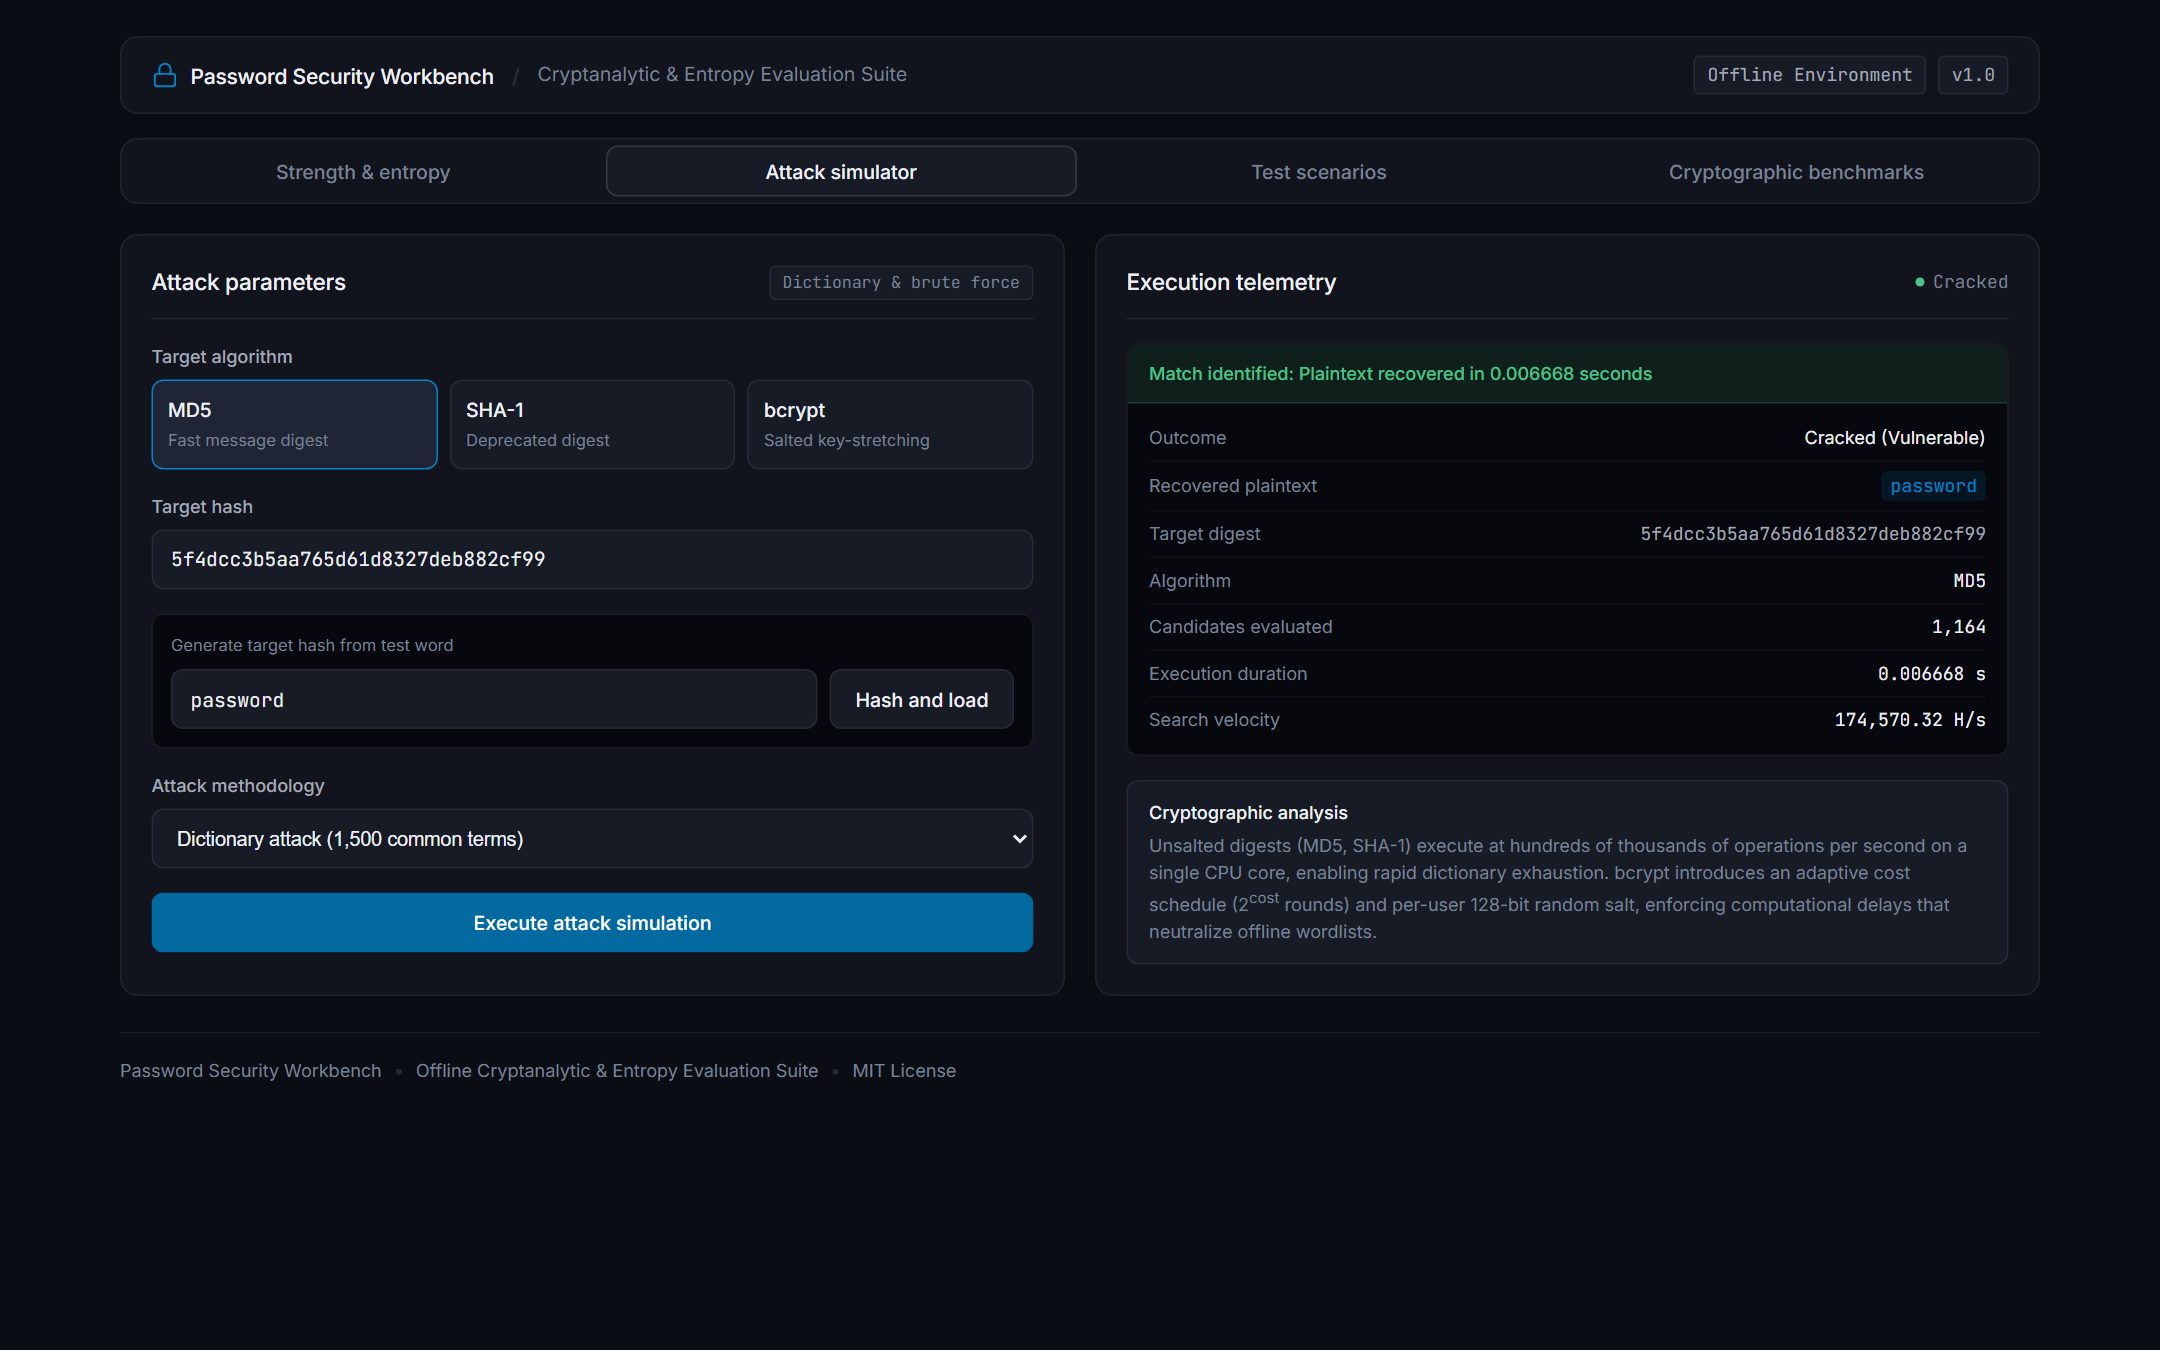 Password Security Workbench / Cryptanalytic & Entropy Evaluation Suite
Offline Environment v1.0
Strength & entropy
Attack simulator
Test scenarios
Cryptographic benchmarks
Attack parameters
Dictionary & brute force
Target algorithm
MD5
Fast message digest
SHA-1
Deprecated digest
bcrypt
Salted key-stretching
Target hash
5f4dcc3b5aa765d61d8327deb882cf99
Generate target hash from test word
password
Hash and load
Attack methodology
Dictionary attack (1,500 common terms)
Execute attack simulation
Execution telemetry
Cracked
Match identified: Plaintext recovered in 0.006668 seconds
Outcome Cracked (Vulnerable)
Recovered plaintext password
Target digest 5f4dcc3b5aa765d61d8327deb882cf99
Algorithm MD5
Candidates evaluated 1,164
Execution duration 0.006668 s
Search velocity 174,570.32 H/s
Cryptographic analysis
Unsalted digests (MD5, SHA-1) execute at hundreds of thousands of operations per second on a
single CPU core, enabling rapid dictionary exhaustion. bcrypt introduces an adaptive cost
schedule (2^cost rounds) and per-user 128-bit random salt, enforcing computational delays that
neutralize offline wordlists.
Password Security Workbench • Offline Cryptanalytic & Entropy Evaluation Suite • MIT License